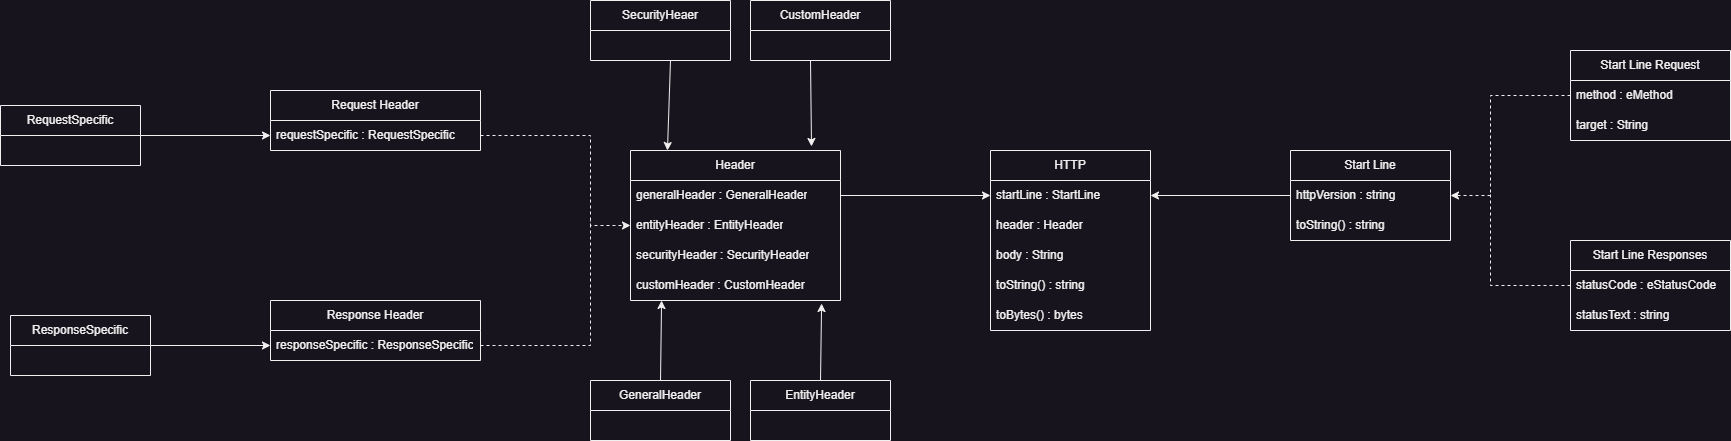 SecurityHeaer
CustomHeader
RequestSpecific
Request Header
requestSpecific : RequestSpecific
ResponseSpecific
Response Header
responseSpecific : ResponseSpecific
Header
generalHeader : GeneralHeader
entityHeader : EntityHeader
securityHeader : SecurityHeader
customHeader : CustomHeader
GeneralHeader
EntityHeader
HTTP
startLine : StartLine
header : Header
body : String
toString() : string
toBytes() : bytes
Start Line
httpVersion : string
toString() : string
Start Line Request
method : eMethod
target : String
Start Line Responses
statusCode : eStatusCode
statusText : string